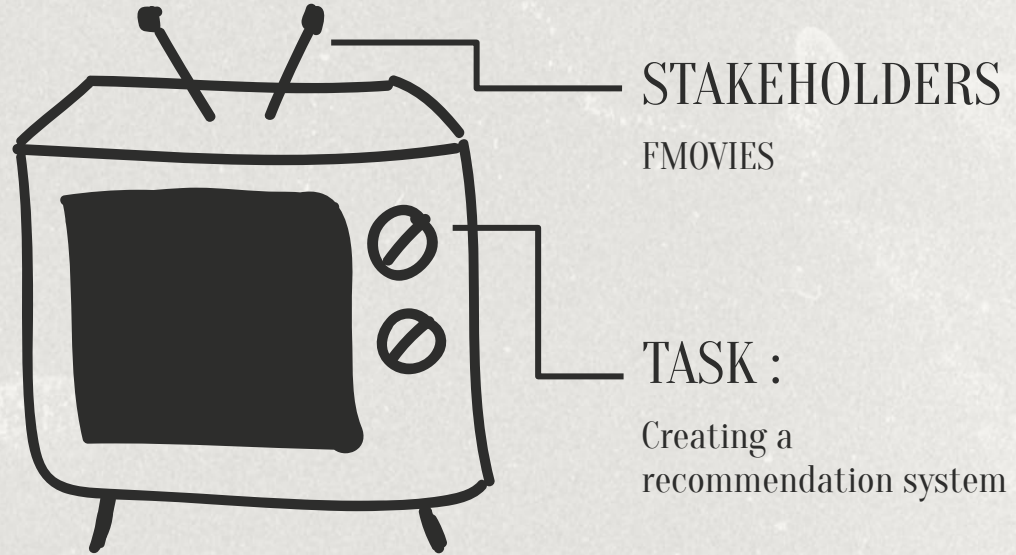 STAKEHOLDERS
FMOVIES
TASK :
Creating a
recommendation system